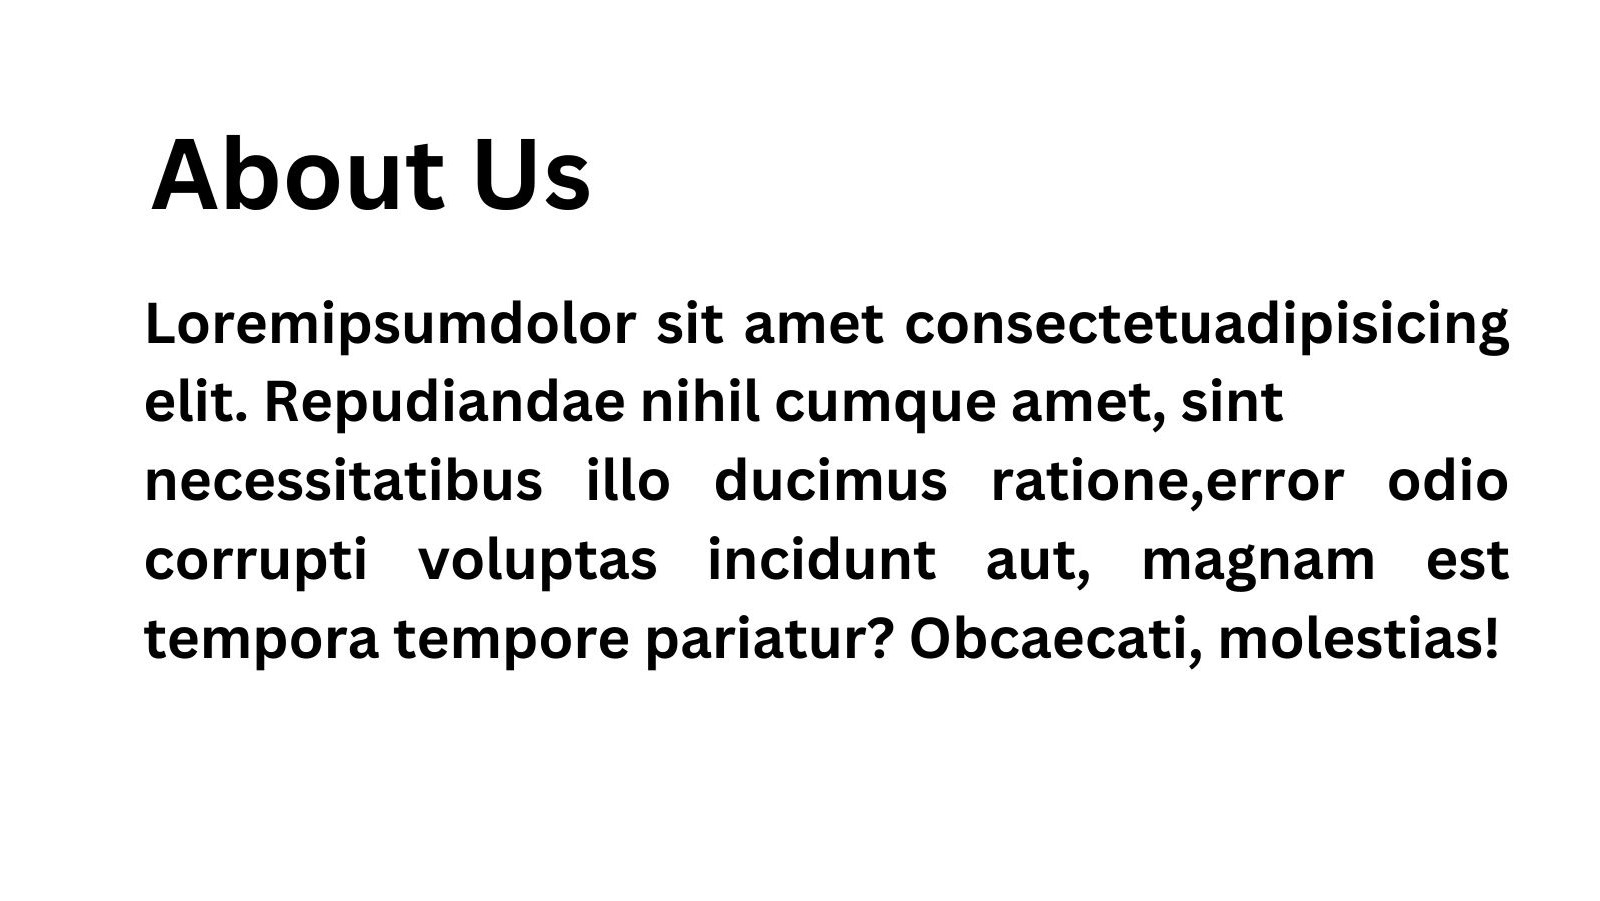 About Us
Loremipsumdolor sit amet consectetuadipisicing
elit. Repudiandae nihil cumque amet, sint
necessitatibus illo ducimus ratione,error odio
corrupti voluptas incidunt aut, magnam est
tempora tempore pariatur? Obcaecati, molestias!